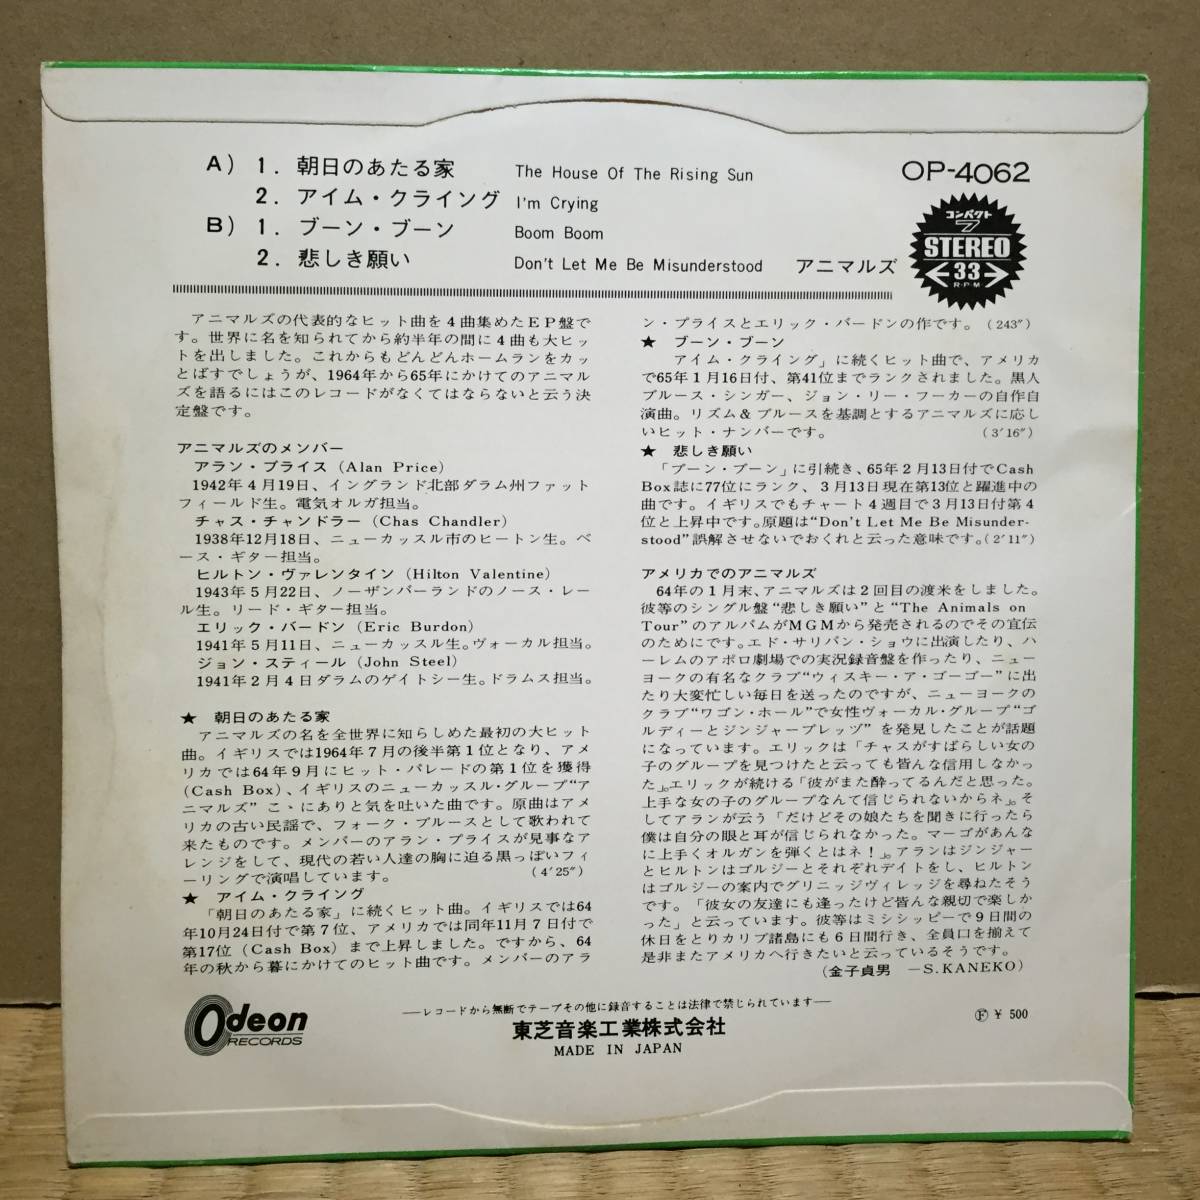 A) 1. 朝日のあたる家 The House Of The Rising Sun
2. アイム・クライング I'm Crying
B) 1. ブーン・ブーン Boom Boom
2. 悲しき願い Don't Let Me Be Misunderstood アニマルズ
OP-4062
コンパクト
7
STEREO
33
R·P·M
アニマルズの代表的なヒット曲を4曲集めたEP盤で
す。世界に名を知られてから約半年の間に4曲も大ヒッ
トを出しました。これからもどんどんホームランをカッ
とばすでしょうが、1964年から65年にかけてのアニマル
ズを語るにはこのレコードがなくてはならないと云う決
定盤です。
アニマルズのメンバー
アラン・プライス (Alan Price)
1942年4月19日、イングランド北部ダラム州ファット
フィールド生。電気オルガ担当。
チャス・チャンドラー (Chas Chandler)
1938年12月18日、ニューカッスル市のヒートン生。ベ
ース・ギター担当。
ヒルトン・ヴァレンタイン (Hilton Valentine)
1943年5月22日、ノーザンバーランドのノース・レー
ル生。リード・ギター担当。
エリック・バードン (Eric Burdon)
1941年5月11日、ニューカッスル生。ヴォーカル担当。
ジョン・スティール (John Steel)
1941年2月4日ダラムのゲイトシー生。ドラムス担当。
★ 朝日のあたる家
アニマルズの名を全世界に知らしめた最初の大ヒット
曲。イギリスでは1964年7月の後半第1位となり、アメ
リカでは64年9月にヒット・パレードの第1位を獲得
(Cash Box)、イギリスのニューカッスル・グループ“ア
ニマルズ”こゝにありと気を吐いた曲です。原曲はアメ
リカの古い民謡で、フォーク・ブルースとして歌われて
来たものです。メンバーのアラン・プライスが見事なア
レンジをして、現代の若い人達の胸に迫る黒っぽいフィ
ーリングで演唱しています。 (4′25″)
★ アイム・クライング
「朝日のあたる家」に続くヒット曲。イギリスでは64
年10月24日付で第7位、アメリカでは同年11月7日付で
第17位 (Cash Box) まで上昇しました。ですから、64
年の秋から暮にかけてのヒット曲です。メンバーのアラ
ン・プライスとエリック・バードンの作です。(243″)
★ ブーン・ブーン
アイム・クライング」に続くヒット曲で、アメリカ
で65年1月16日付、第41位までランクされました。黒人
ブルース・シンガー、ジョン・リー・フーカーの自作自
演曲。リズム&ブルースを基調とするアニマルズに応し
いヒット・ナンバーです。 (3′16″)
★ 悲しき願い
「ブーン・ブーン」に引続き、65年2月13日付でCash
Box誌に77位にランク、3月13日現在第13位と躍進中の
曲です。イギリスでもチャート4週目で3月13日付第4
位と上昇中です。原題は“Don't Let Me Be Misunder-
stood”誤解させないでおくれと云った意味です。(2′11″)
アメリカでのアニマルズ
64年の1月末、アニマルズは2回目の渡米をしました。
彼等のシングル盤“悲しき願い”と“The Animals on
Tour”のアルバムがMGMから発売されるのでその宣伝
のためにです。エド・サリバン・ショウに出演したり、ハ
ーレムのアポロ劇場での実況録音盤を作ったり、ニュー
ヨークの有名なクラブ“ウィスキー・ア・ゴーゴー”に出
たり大変忙しい毎日を送ったのですが、ニューヨークの
クラブ“ワゴン・ホール”で女性ヴォーカル・グループ“ゴ
ルディーとジンジャーブレッヅ”を発見したことが話題
になっています。エリックは「チャスがすばらしい女の
子のグループを見つけたと云っても皆んな信用しなかっ
た」。エリックが続ける「彼がまた酔ってるんだと思った。
上手な女の子のグループなんて信じられないからネ」。そ
してアランが云う「だけどその娘たちを聞きに行ったら
僕は自分の眼と耳が信じられなかった。マーゴがあんな
に上手くオルガンを弾くとはネ!」。アランはジンジャー
とヒルトンはゴルジーとそれぞれデイトをし、ヒルトン
はゴルジーの案内でグリニッジヴィレッジを尋ねたそう
です。「彼女の友達にも逢ったけど皆んな親切で楽しか
った」と云っています。彼等はミシシッピーで9日間の
休日をとりカリブ諸島にも6日間行き、全員口を揃えて
是非またアメリカへ行きたいと云っているそうです。
(金子貞男 —S.KANEKO)
Odeon
RECORDS
—レコードから無断でテープその他に録音することは法律で禁じられています—
東芝音楽工業株式会社
MADE IN JAPAN
Ⓕ ¥ 500